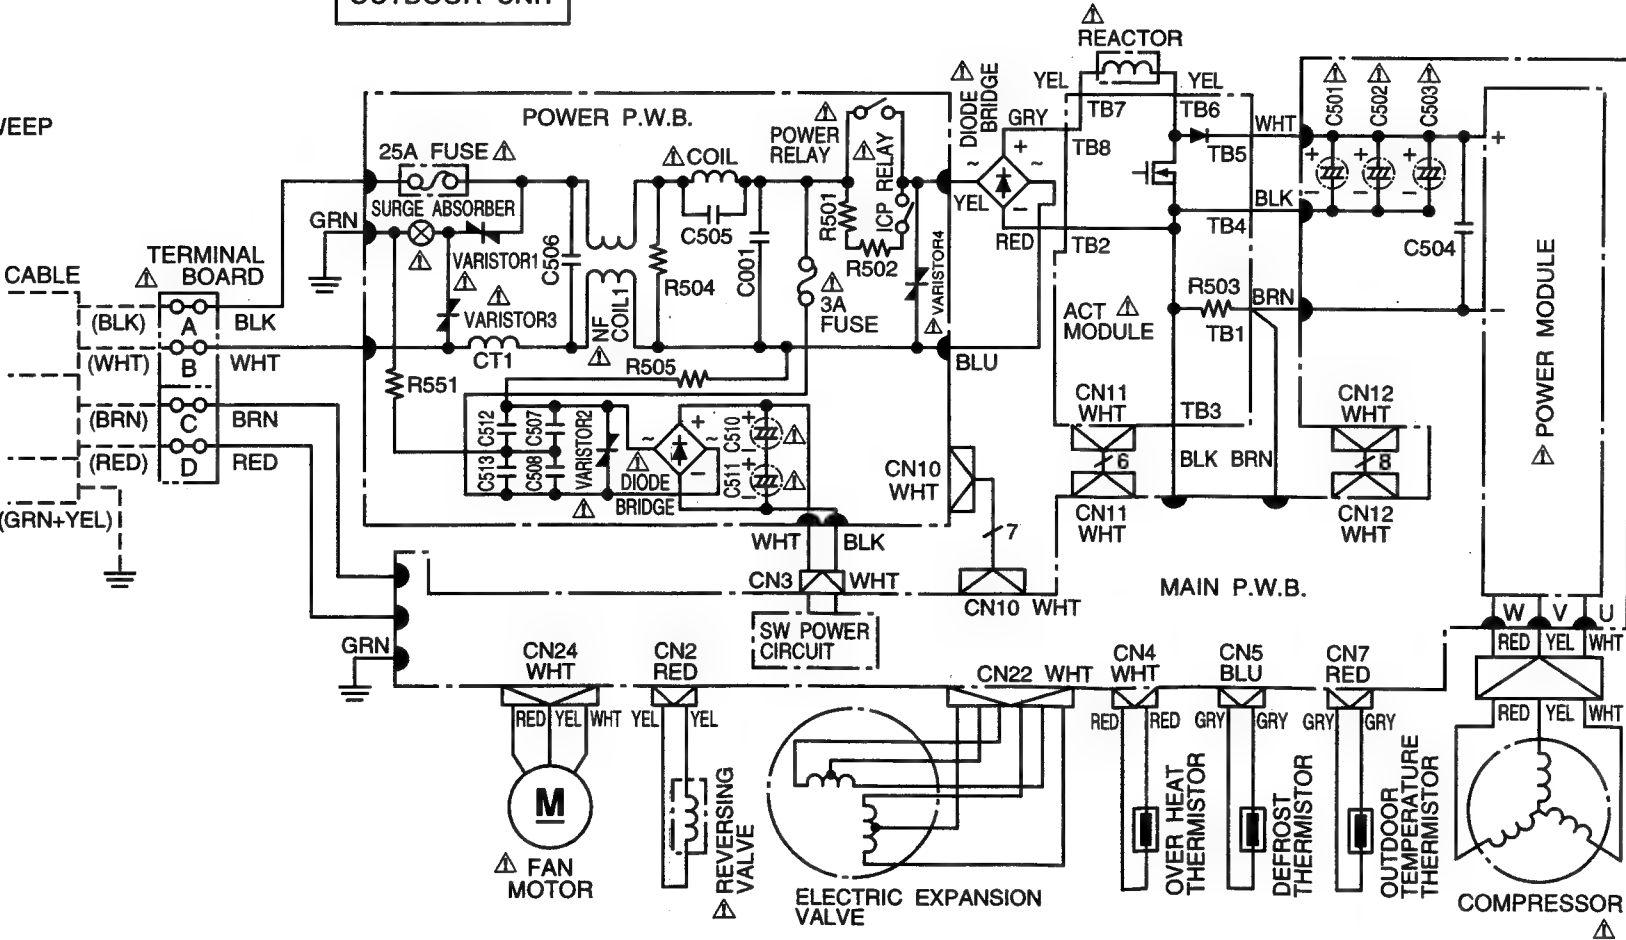 REACTOR
YEL
YEL
DIODE
BRIDGE
C501
C502
C503
POWER P.W.B.
GRY
TB7
TB6
WHT
TB8
TB5
+
POWER
RELAY
25A FUSE
COIL
ICP RELAY
SURGE ABSORBER
GRN
R501
YEL
BLK
TB4
RED
TB2
C505
C506
VARISTOR1
R504
C001
R502
VARISTOR4
C504
TERMINAL
BOARD
CABLE
VARISTOR3
NF
COIL1
3A
FUSE
ACT
MODULE
R503
BRN
TB1
−
POWER MODULE
(BLK)
A
BLK
(WHT)
B
WHT
CT1
R505
BLU
R551
(BRN)
C
BRN
(RED)
D
RED
C512
C507
C513
C508
VARISTOR2
~
+
~
−
DIODE
BRIDGE
C510
C511
CN11
WHT
TB3
CN12
WHT
6
BLK
BRN
8
CN10
WHT
CN11
WHT
CN12
WHT
(GRN+YEL)
WHT
BLK
7
CN3
WHT
CN10 WHT
MAIN P.W.B.
SW POWER
CIRCUIT
W
V
U
RED
YEL
WHT
GRN
CN24
WHT
CN2
RED
CN22 WHT
CN4
WHT
CN5
BLU
CN7
RED
RED
YEL
WHT
YEL
YEL
RED
RED
GRY
GRY
GRY
GRY
RED
YEL
WHT
M
FAN
MOTOR
REVERSING
VALVE
ELECTRIC EXPANSION
VALVE
OVER HEAT
THERMISTOR
DEFROST
THERMISTOR
OUTDOOR
TEMPERATURE
THERMISTOR
COMPRESSOR